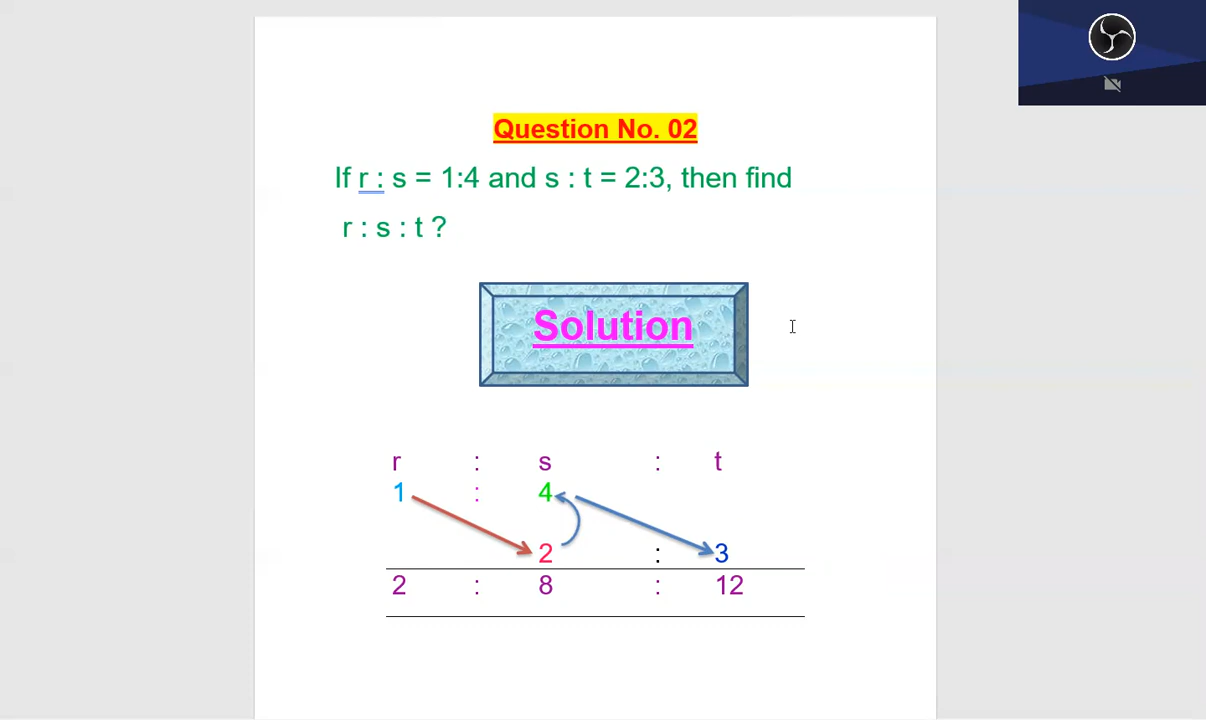 Question No. 02
If r : s = 1:4 and s : t = 2:3, then find
r : s : t ?
Solution
r : s : t
1 : 4
2 : 3
2 : 8 : 12